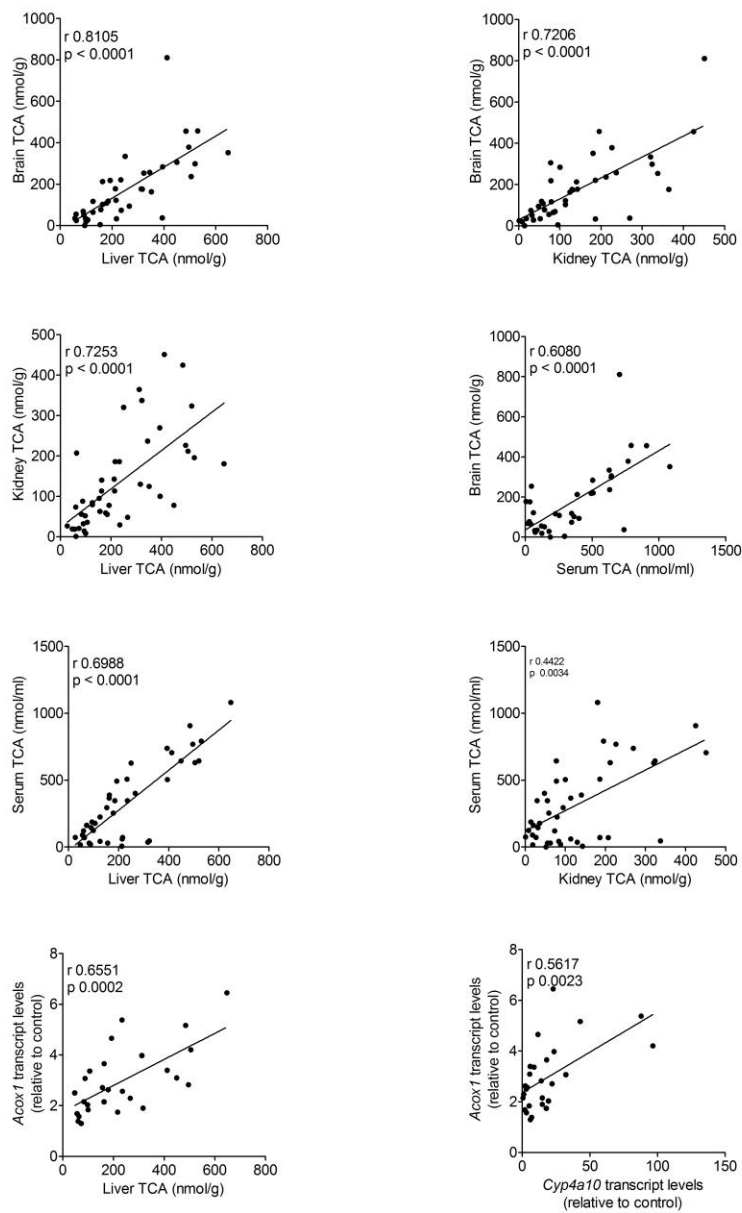 r 0.8105
p < 0.0001
1000
800
600
400
200
0
0 200 400 600 800
Brain TCA (nmol/g)
Liver TCA (nmol/g)
r 0.7206
p < 0.0001
1000
800
600
400
200
0
0 100 200 300 400 500
Brain TCA (nmol/g)
Kidney TCA (nmol/g)
r 0.7253
p < 0.0001
500
400
300
200
100
0
0 200 400 600 800
Kidney TCA (nmol/g)
Liver TCA (nmol/g)
r 0.6080
p < 0.0001
1000
800
600
400
200
0
0 500 1000 1500
Brain TCA (nmol/g)
Serum TCA (nmol/ml)
r 0.6988
p < 0.0001
1500
1000
500
0
0 200 400 600 800
Serum TCA (nmol/ml)
Liver TCA (nmol/g)
r 0.4422
p 0.0034
1500
1000
500
0
0 100 200 300 400 500
Serum TCA (nmol/ml)
Kidney TCA (nmol/g)
r 0.6551
p 0.0002
8
6
4
2
0
0 200 400 600 800
Acox1 transcript levels
(relative to control)
Liver TCA (nmol/g)
r 0.5617
p 0.0023
8
6
4
2
0
0 50 100 150
Acox1 transcript levels
(relative to control)
Cyp4a10 transcript levels
(relative to control)